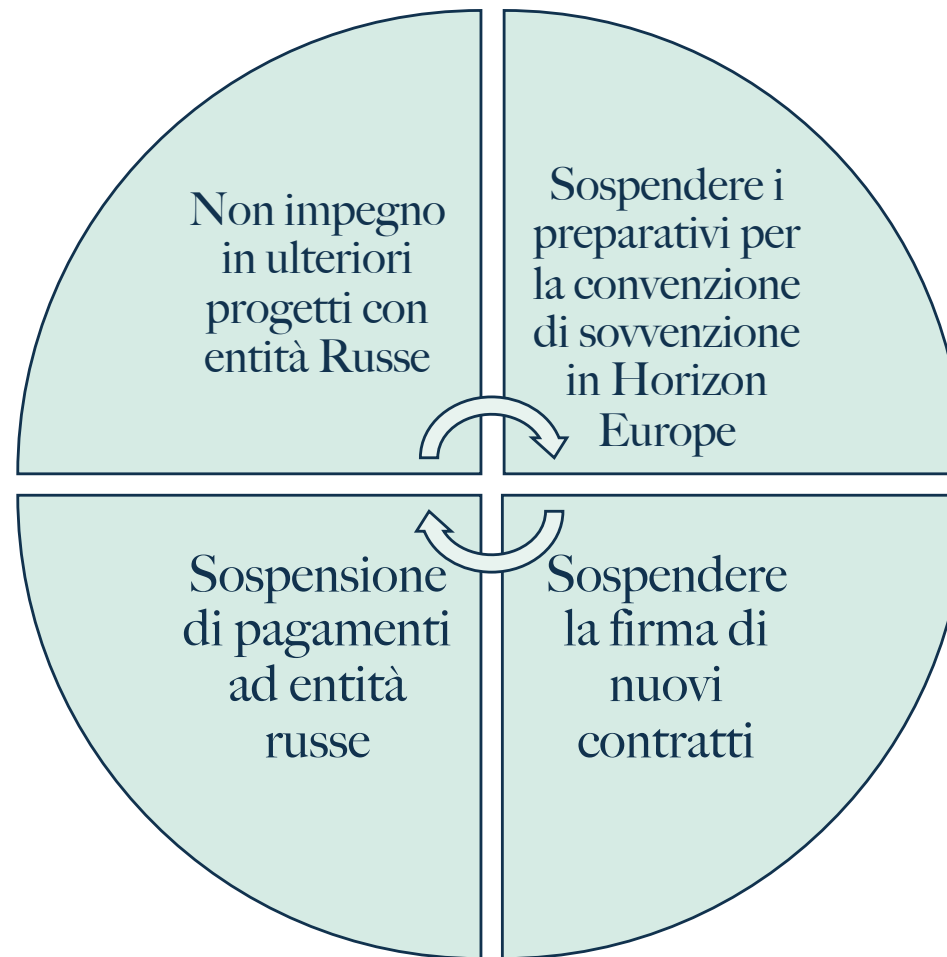 Non impegno
in ulteriori
progetti con
entità Russe
Sospendere i
preparativi per
la convenzione
di sovvenzione
in Horizon
Europe
Sospensione
di pagamenti
ad entità
russe
Sospendere
la firma di
nuovi
contratti